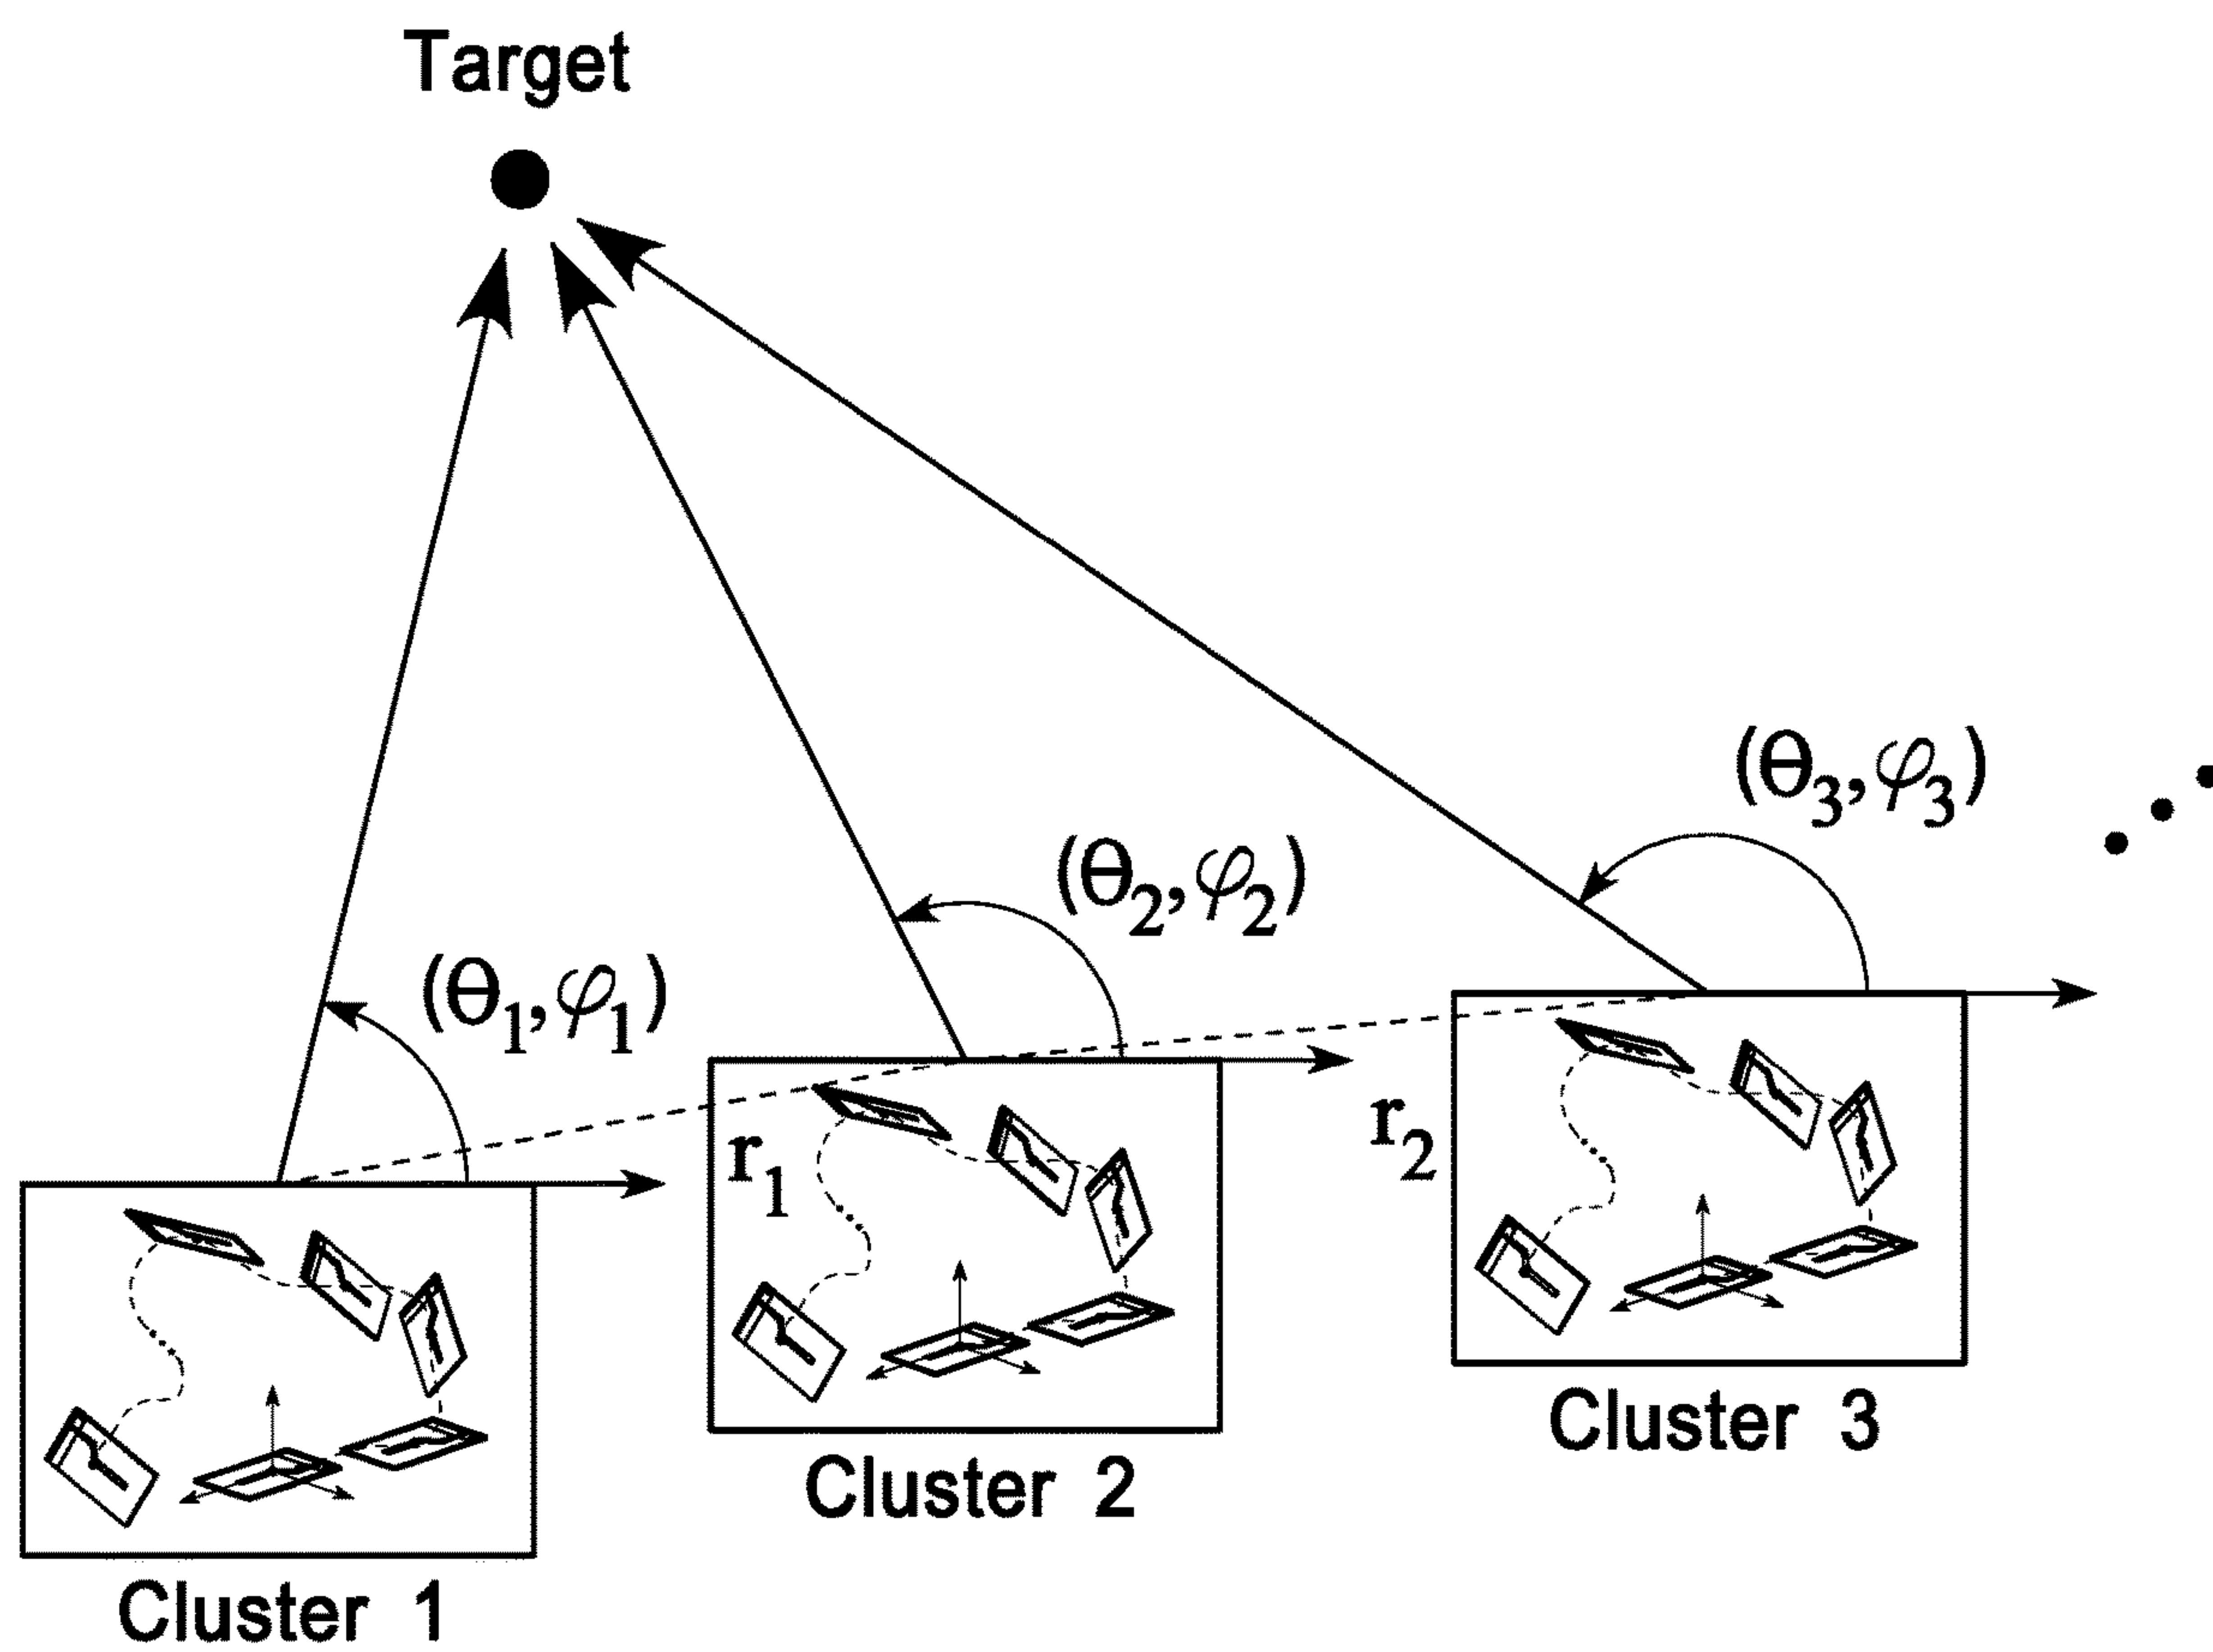 Target
(θ₃,φ₃)
(θ₂,φ₂)
(θ₁,φ₁)
r₁
r₂
Cluster 3
Cluster 2
Cluster 1